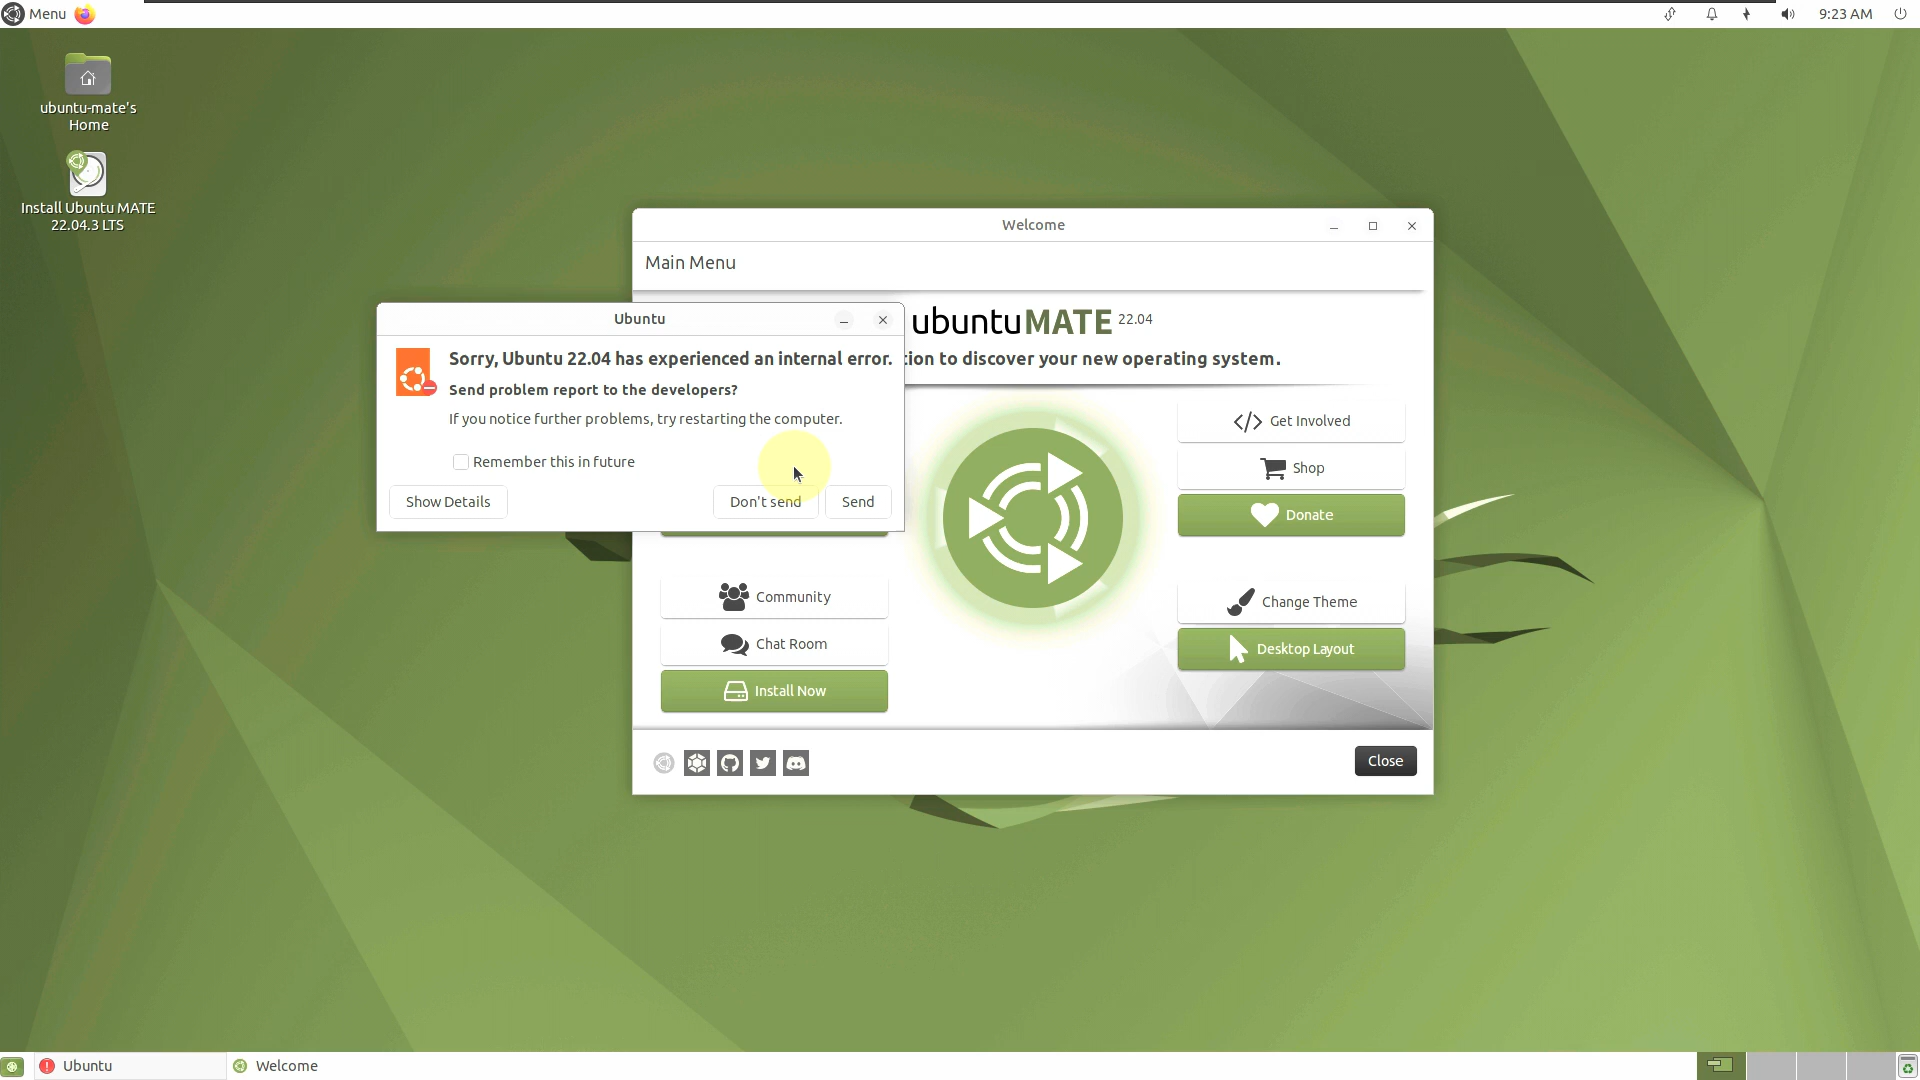 Menu
9:23 AM
ubuntu-mate's
Home
Install Ubuntu MATE
22.04.3 LTS
Welcome
Main Menu
ubuntuMATE 22.04
tion to discover your new operating system.
Ubuntu
Sorry, Ubuntu 22.04 has experienced an internal error.
Send problem report to the developers?
If you notice further problems, try restarting the computer.
Remember this in future
Show Details
Don't send
Send
Get Involved
Shop
Donate
Community
Chat Room
Install Now
Change Theme
Desktop Layout
Close
Ubuntu
Welcome